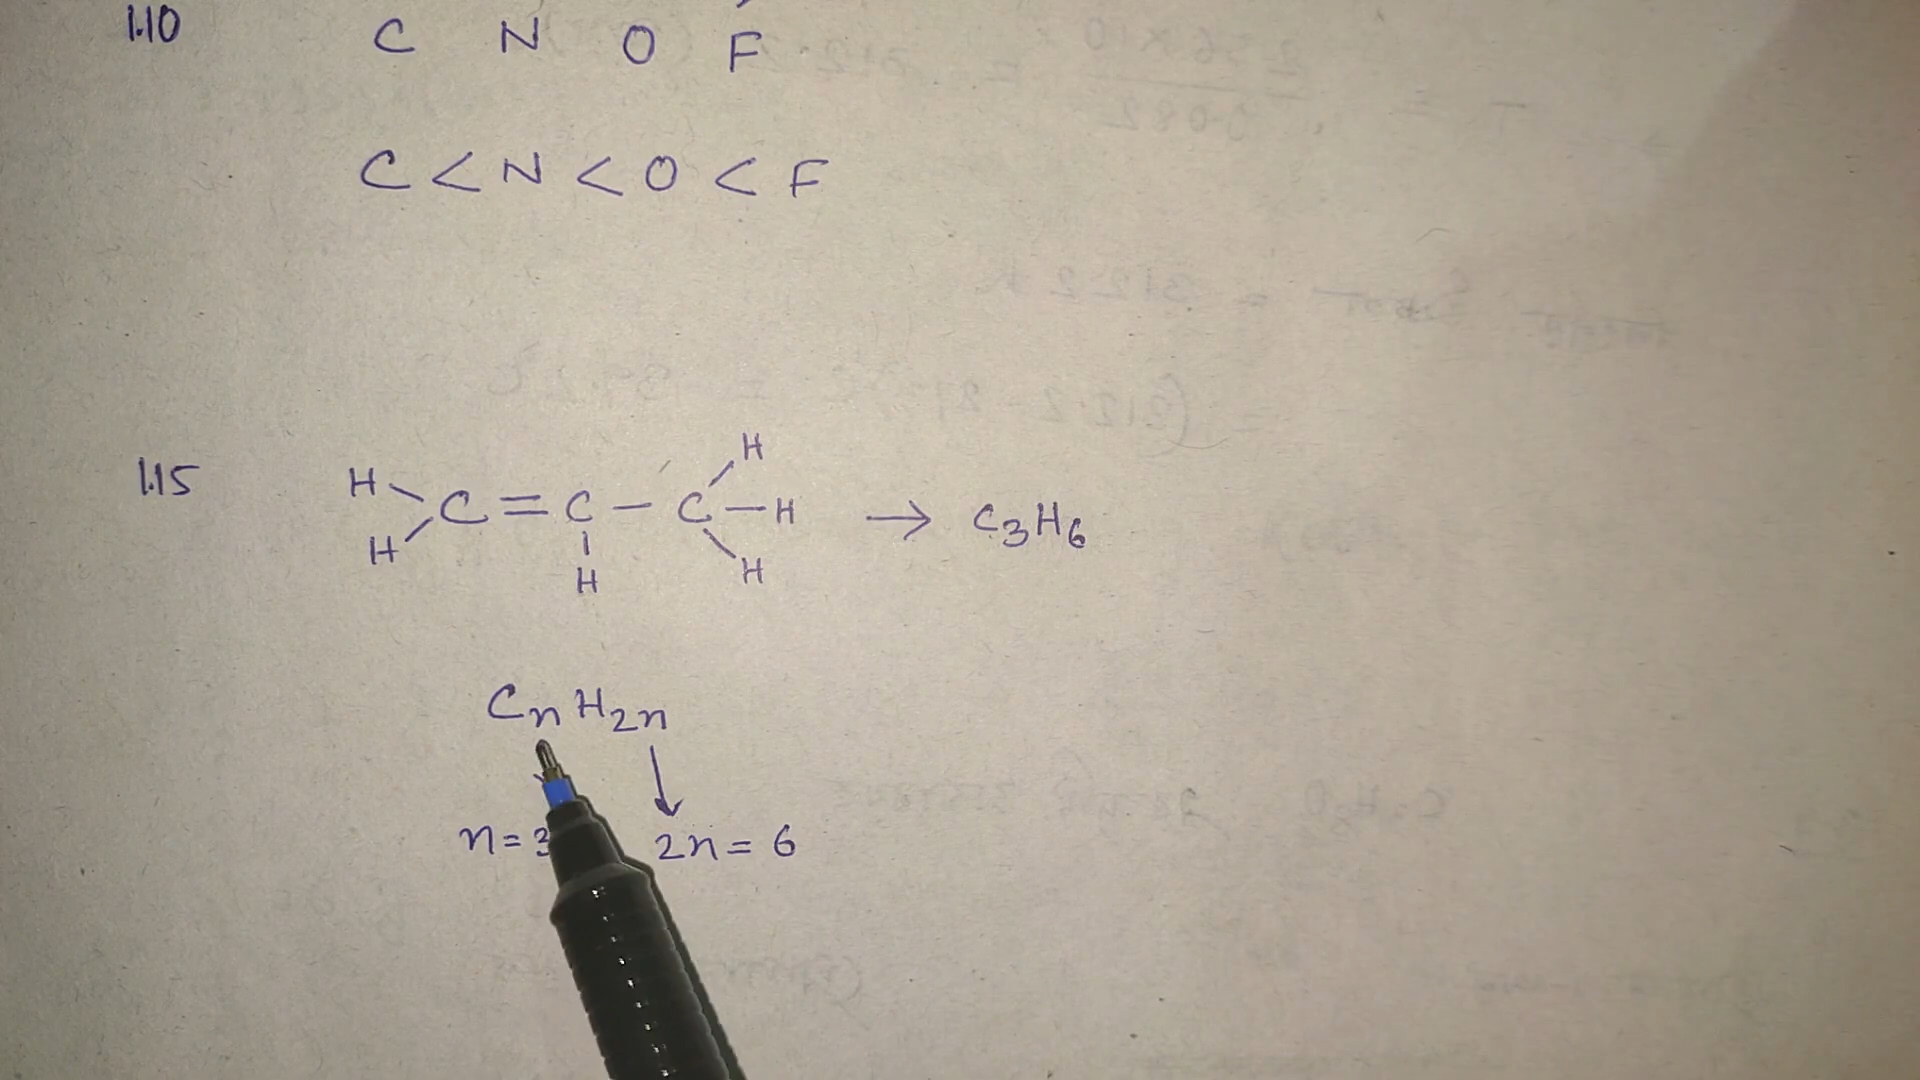 1.10 C N O F
C < N < O < F
H
1.15 H C = C - C - H → C3H6
H H H
CnH2n
n = 3 2n = 6